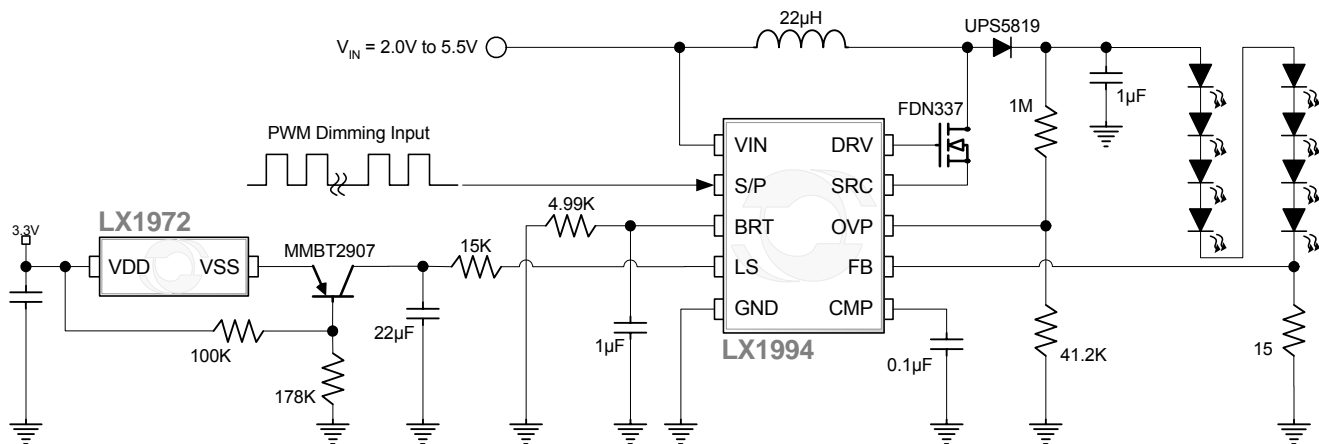 22µH
UPS5819
V_IN = 2.0V to 5.5V
1µF
FDN337
1M
PWM Dimming Input
VIN
DRV
S/P
SRC
LX1972
4.99K
BRT
OVP
3.3V
MMBT2907
15K
VDD
VSS
LS
FB
GND
CMP
22µF
1µF
LX1994
100K
0.1µF
41.2K
15
178K